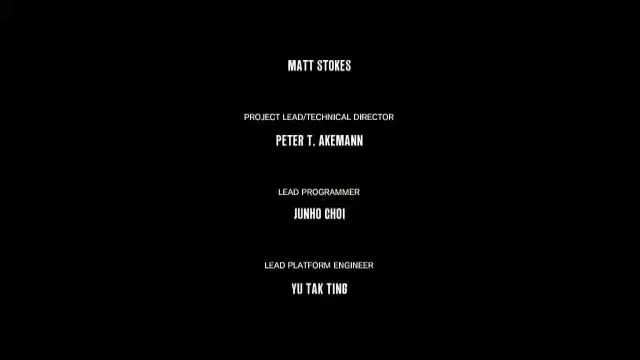 MATT STOKES
PROJECT LEAD/TECHNICAL DIRECTOR
PETER T. AKEMANN
LEAD PROGRAMMER
JUNHO CHOI
LEAD PLATFORM ENGINEER
YU TAK TING